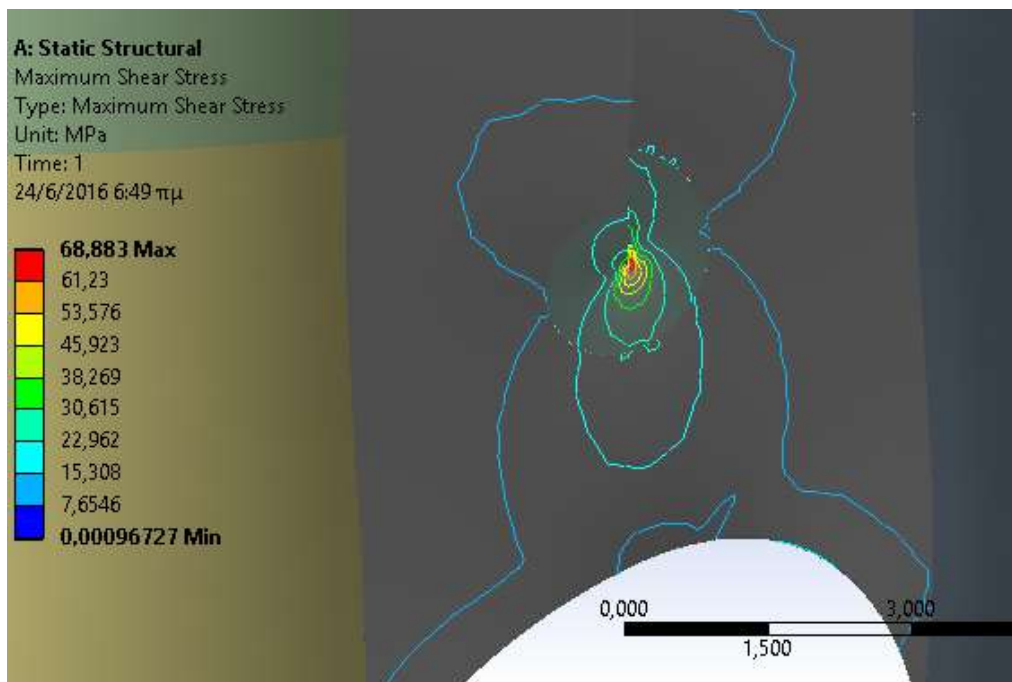 A: Static Structural
Maximum Shear Stress
Type: Maximum Shear Stress
Unit: MPa
Time: 1
24/6/2016 6:49 πμ
68,883 Max
61,23
53,576
45,923
38,269
30,615
22,962
15,308
7,6546
0,00096727 Min
0,000 3,000
1,500